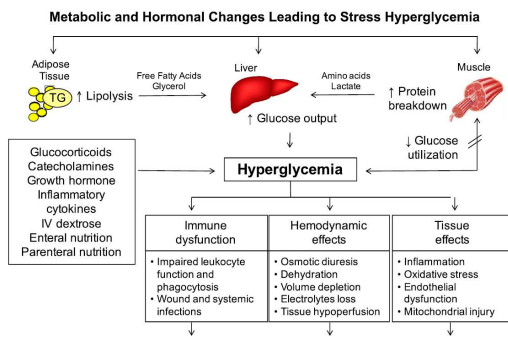 Metabolic and Hormonal Changes Leading to Stress Hyperglycemia
Adipose
Tissue
TG
↑ Lipolysis
Free Fatty Acids
Glycerol
Liver
↑ Glucose output
Amino acids
Lactate
↑ Protein
breakdown
Muscle
↓ Glucose
utilization
Glucocorticoids
Catecholamines
Growth hormone
Inflammatory
cytokines
IV dextrose
Enteral nutrition
Parenteral nutrition
Hyperglycemia
Immune
dysfunction
• Impaired leukocyte
function and
phagocytosis
• Wound and systemic
infections
Hemodynamic
effects
• Osmotic diuresis
• Dehydration
• Volume depletion
• Electrolytes loss
• Tissue hypoperfusion
Tissue
effects
• Inflammation
• Oxidative stress
• Endothelial
dysfunction
• Mitochondrial injury